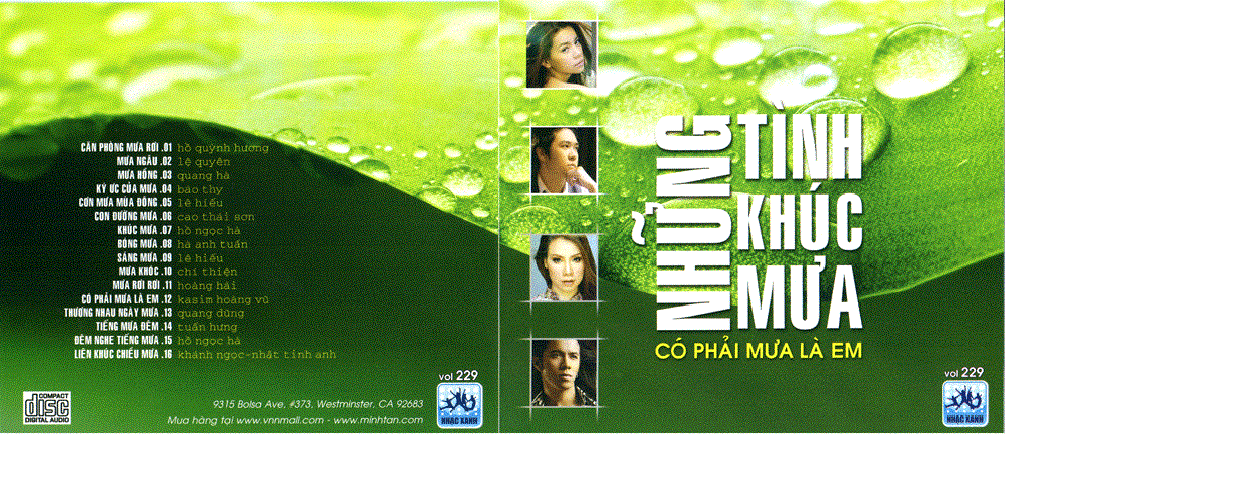 CĂN PHÒNG MƯA RƠI .01 hồ quỳnh hương
MƯA NGÂU .02 lệ quyên
MƯA HỒNG .03 quang hà
KÝ ỨC CỦA MƯA .04 bảo thy
CƠN MƯA MÙA ĐÔNG .05 lê hiếu
CON ĐƯỜNG MƯA .06 cao thái sơn
KHÚC MƯA .07 hồ ngọc hà
BÓNG MƯA .08 hà anh tuấn
SÁNG MƯA .09 lê hiếu
MƯA KHÓC .10 chí thiện
MƯA RƠI RƠI .11 hoàng hải
CÓ PHẢI MƯA LÀ EM .12 kasim hoàng vũ
THƯƠNG NHAU NGÀY MƯA .13 quang dũng
TIẾNG MƯA ĐÊM .14 tuấn hưng
ĐÊM NGHE TIẾNG MƯA .15 hồ ngọc hà
LIÊN KHÚC CHIỀU MƯA .16 khánh ngọc-nhật tinh anh
COMPACT
disc
DIGITAL AUDIO
9315 Bolsa Ave, #373, Westminster, CA 92683
Mua hàng tại www.vnnmall.com - www.minhtan.com
vol 229
NHẠC XANH
NHỮNG
TÌNH
KHÚC
MƯA
CÓ PHẢI MƯA LÀ EM
vol 229
NHẠC XANH